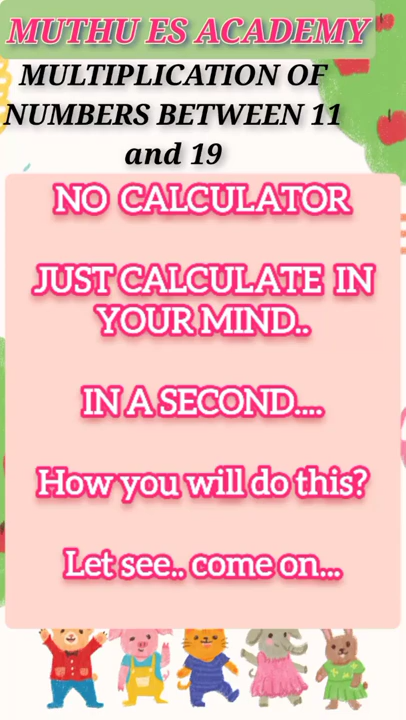 MUTHU ES ACADEMY
MULTIPLICATION OF
NUMBERS BETWEEN 11
and 19
NO CALCULATOR
JUST CALCULATE IN
YOUR MIND..
IN A SECOND....
How you will do this?
Let see.. come on...